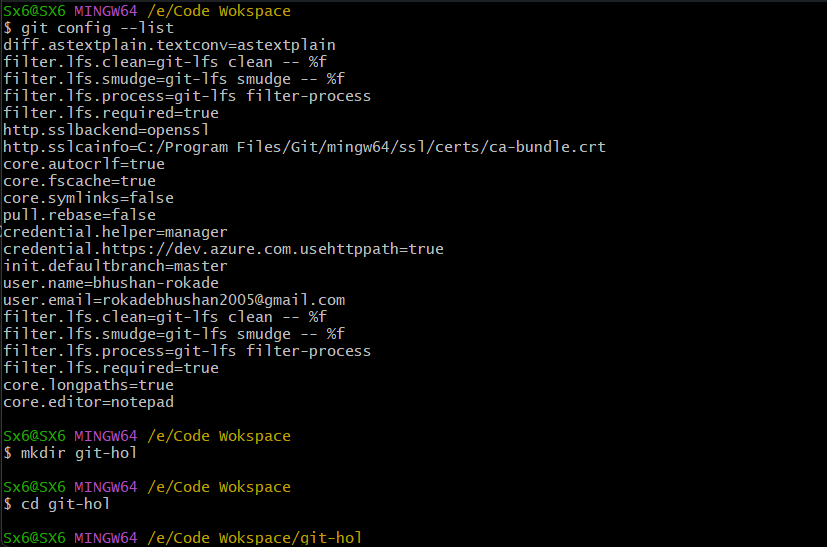 Sx6@SX6 MINGW64 /e/Code Wokspace
$ git config --list
diff.astextplain.textconv=astextplain
filter.lfs.clean=git-lfs clean -- %f
filter.lfs.smudge=git-lfs smudge -- %f
filter.lfs.process=git-lfs filter-process
filter.lfs.required=true
http.sslbackend=openssl
http.sslcainfo=C:/Program Files/Git/mingw64/ssl/certs/ca-bundle.crt
core.autocrlf=true
core.fscache=true
core.symlinks=false
pull.rebase=false
credential.helper=manager
credential.https://dev.azure.com.usehttppath=true
init.defaultbranch=master
user.name=bhushan-rokade
user.email=rokadebhushan2005@gmail.com
filter.lfs.clean=git-lfs clean -- %f
filter.lfs.smudge=git-lfs smudge -- %f
filter.lfs.process=git-lfs filter-process
filter.lfs.required=true
core.longpaths=true
core.editor=notepad
Sx6@SX6 MINGW64 /e/Code Wokspace
$ mkdir git-hol
Sx6@SX6 MINGW64 /e/Code Wokspace
$ cd git-hol
Sx6@SX6 MINGW64 /e/Code Wokspace/git-hol